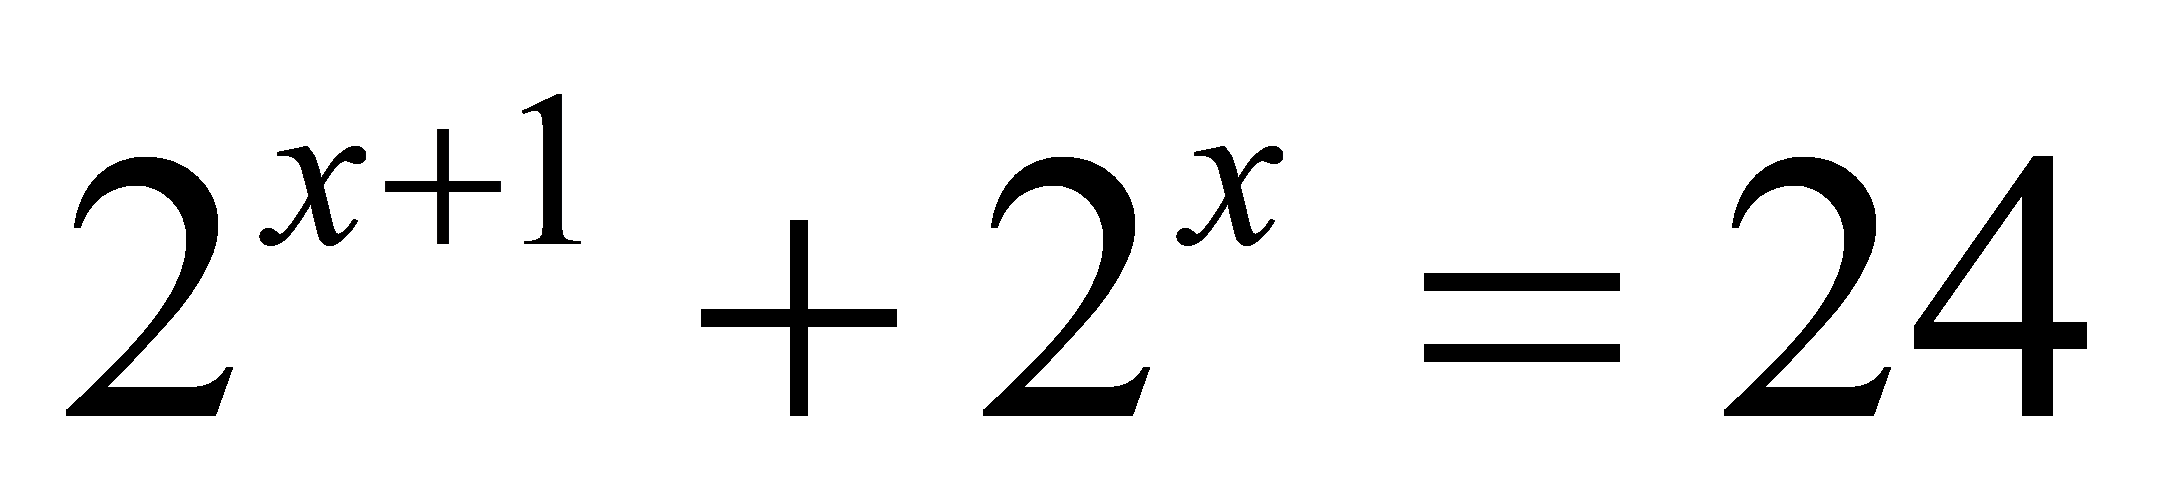 2^{x+1} + 2^x = 24